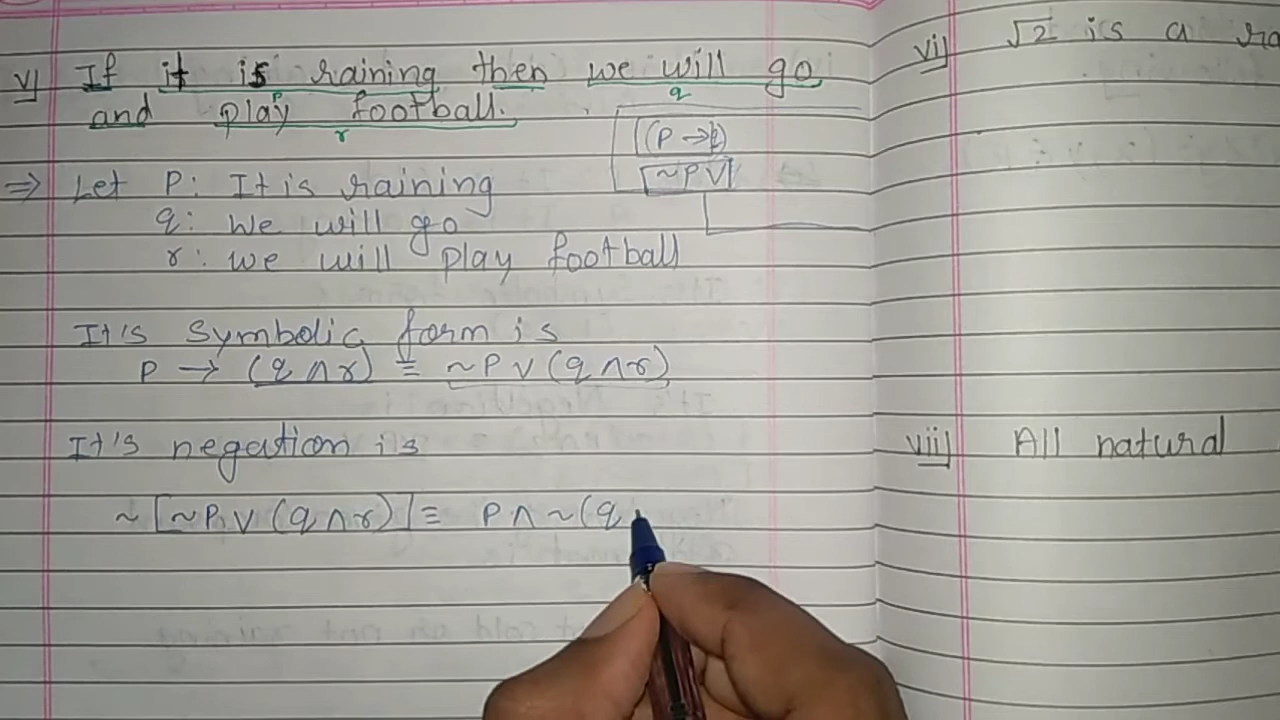 v) If it is raining then we will go
p q
and play football.
r
(P → q)
~P V
⇒ Let P: It is raining
q: We will go
r: we will play football
It's symbolic form is
P → (q ∧ r) ≡ ~P ∨ (q ∧ r)
It's negation is
~[~P ∨ (q ∧ r)] ≡ P ∧ ~(q
vii) √2 is a
viii) All natural